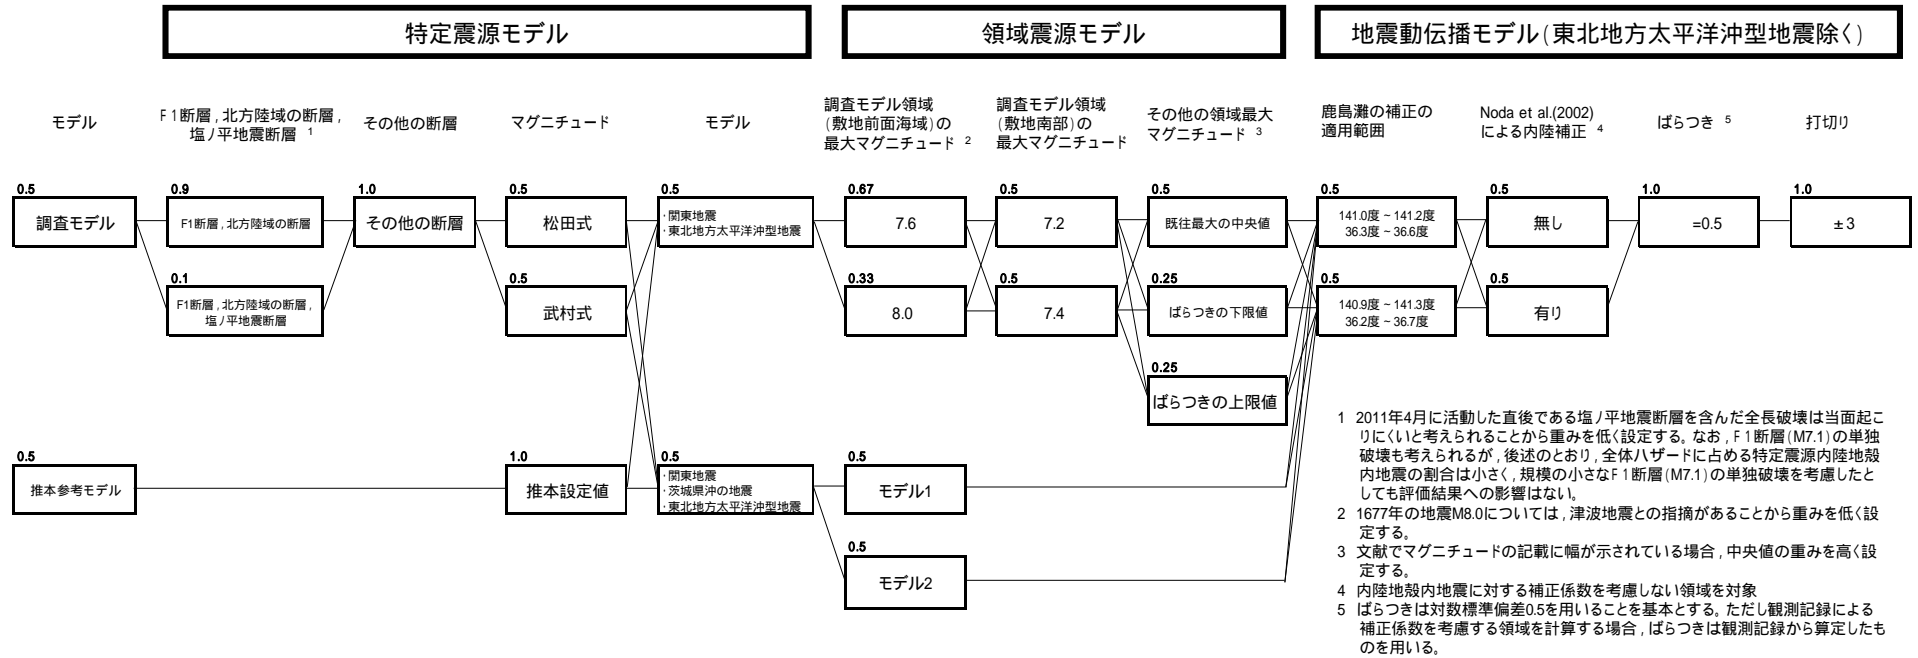 特定震源モデル
領域震源モデル
地震動伝播モデル(東北地方太平洋沖型地震除く)
モデル
F1断層,北方陸域の断層,
塩ノ平地震断層 1
その他の断層
マグニチュード
モデル
調査モデル領域
(敷地前面海域)の
最大マグニチュード 2
調査モデル領域
(敷地南部)の
最大マグニチュード
その他の領域最大
マグニチュード 3
鹿島灘の補正の
適用範囲
Noda et al.(2002)
による内陸補正 4
ばらつき 5
打切り
0.5
調査モデル
0.9
F1断層,北方陸域の断層
1.0
その他の断層
0.5
松田式
0.5
・関東地震
・東北地方太平洋沖型地震
0.67
7.6
0.5
7.2
0.5
既往最大の中央値
0.5
141.0度~141.2度
36.3度~36.6度
0.5
無し
1.0
=0.5
1.0
±3
0.1
F1断層,北方陸域の断層,
塩ノ平地震断層
0.5
武村式
0.33
8.0
0.5
7.4
0.25
ばらつきの下限値
0.5
140.9度~141.3度
36.2度~36.7度
0.5
有り
0.25
ばらつきの上限値
0.5
推本参考モデル
1.0
推本設定値
0.5
・関東地震
・茨城県沖の地震
・東北地方太平洋沖型地震
0.5
モデル1
0.5
モデル2
1 2011年4月に活動した直後である塩ノ平地震断層を含んだ全長破壊は当面起こ
りにくいと考えられることから重みを低く設定する。なお,F1断層(M7.1)の単独
破壊も考えられるが,後述のとおり,全体ハザードに占める特定震源内陸地殻
内地震の割合は小さく,規模の小さなF1断層(M7.1)の単独破壊を考慮したと
しても評価結果への影響はない。
2 1677年の地震M8.0については,津波地震との指摘があることから重みを低く設
定する。
3 文献でマグニチュードの記載に幅が示されている場合,中央値の重みを高く設
定する。
4 内陸地殻内地震に対する補正係数を考慮しない領域を対象
5 ばらつきは対数標準偏差0.5を用いることを基本とする。ただし観測記録による
補正係数を考慮する領域を計算する場合,ばらつきは観測記録から算定したも
のを用いる。